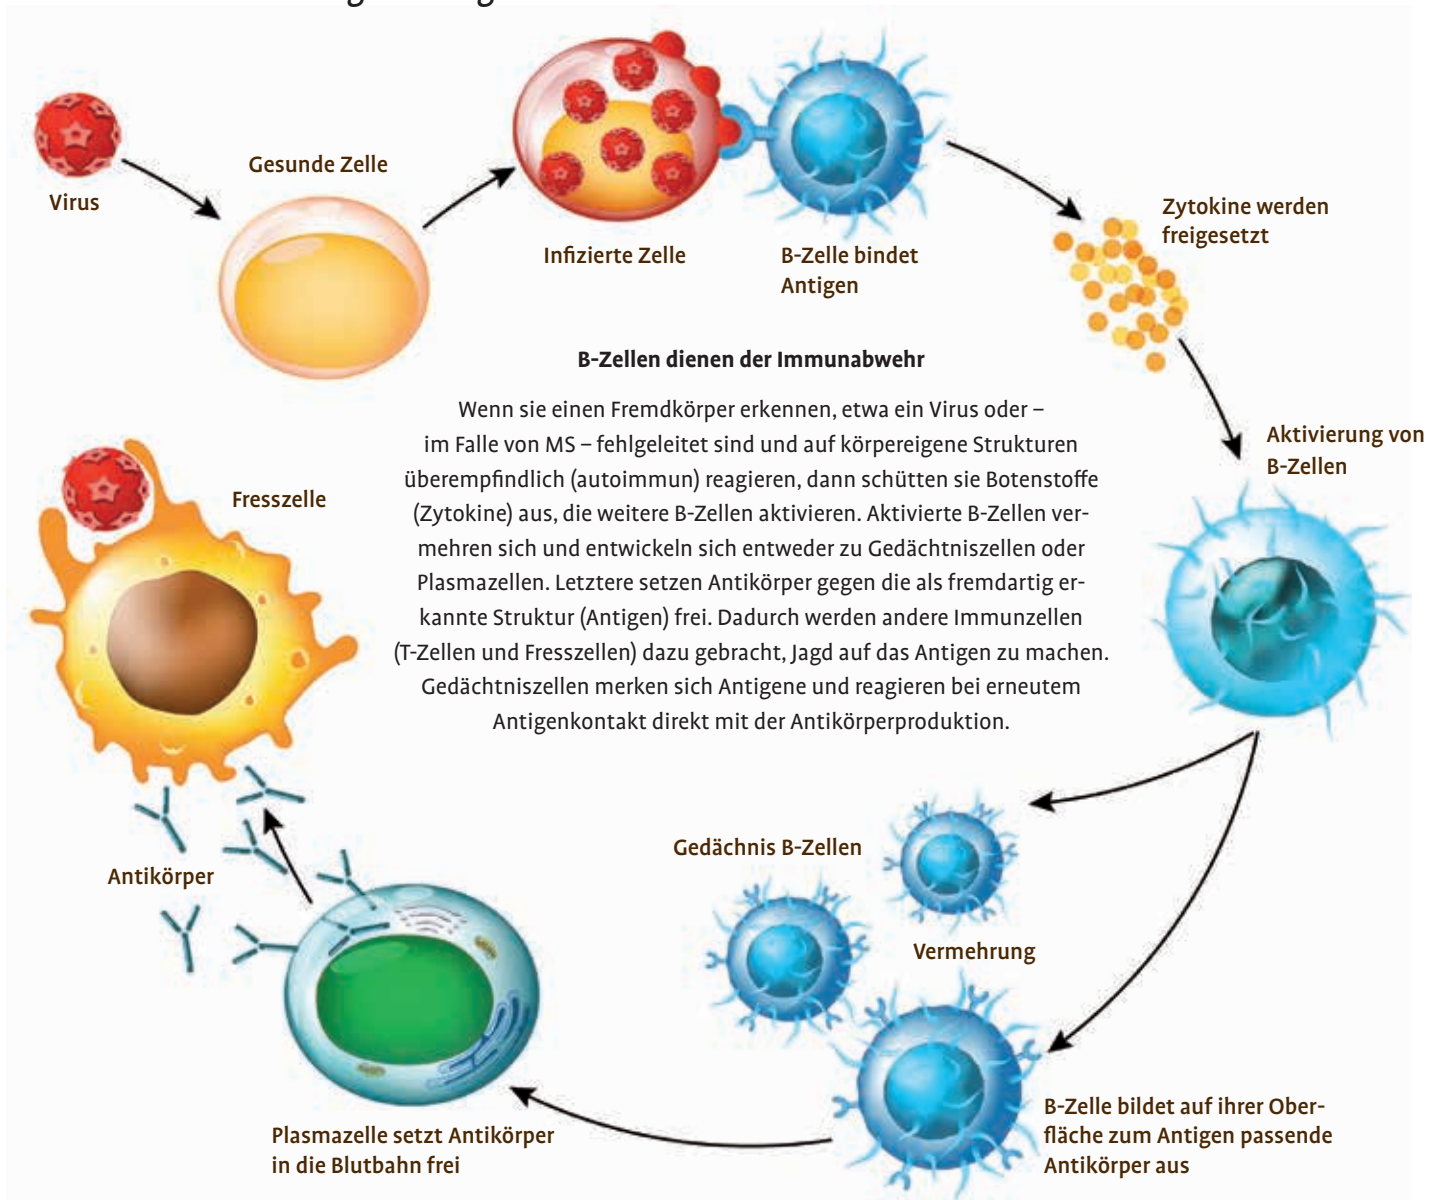 Virus
Gesunde Zelle
Infizierte Zelle
B-Zelle bindet
Antigen
Zytokine werden
freigesetzt
B-Zellen dienen der Immunabwehr
Wenn sie einen Fremdkörper erkennen, etwa ein Virus oder –
im Falle von MS – fehlgeleitet sind und auf körpereigene Strukturen
überempfindlich (autoimmun) reagieren, dann schütten sie Botenstoffe
(Zytokine) aus, die weitere B-Zellen aktivieren. Aktivierte B-Zellen ver-
mehren sich und entwickeln sich entweder zu Gedächtniszellen oder
Plasmazellen. Letztere setzen Antikörper gegen die als fremdartig er-
kannte Struktur (Antigen) frei. Dadurch werden andere Immunzellen
(T-Zellen und Fresszellen) dazu gebracht, Jagd auf das Antigen zu machen.
Gedächtniszellen merken sich Antigene und reagieren bei erneutem
Antigenkontakt direkt mit der Antikörperproduktion.
Aktivierung von
B-Zellen
Fresszelle
Gedächnis B-Zellen
Vermehrung
Antikörper
B-Zelle bildet auf ihrer Ober-
fläche zum Antigen passende
Antikörper aus
Plasmazelle setzt Antikörper
in die Blutbahn frei